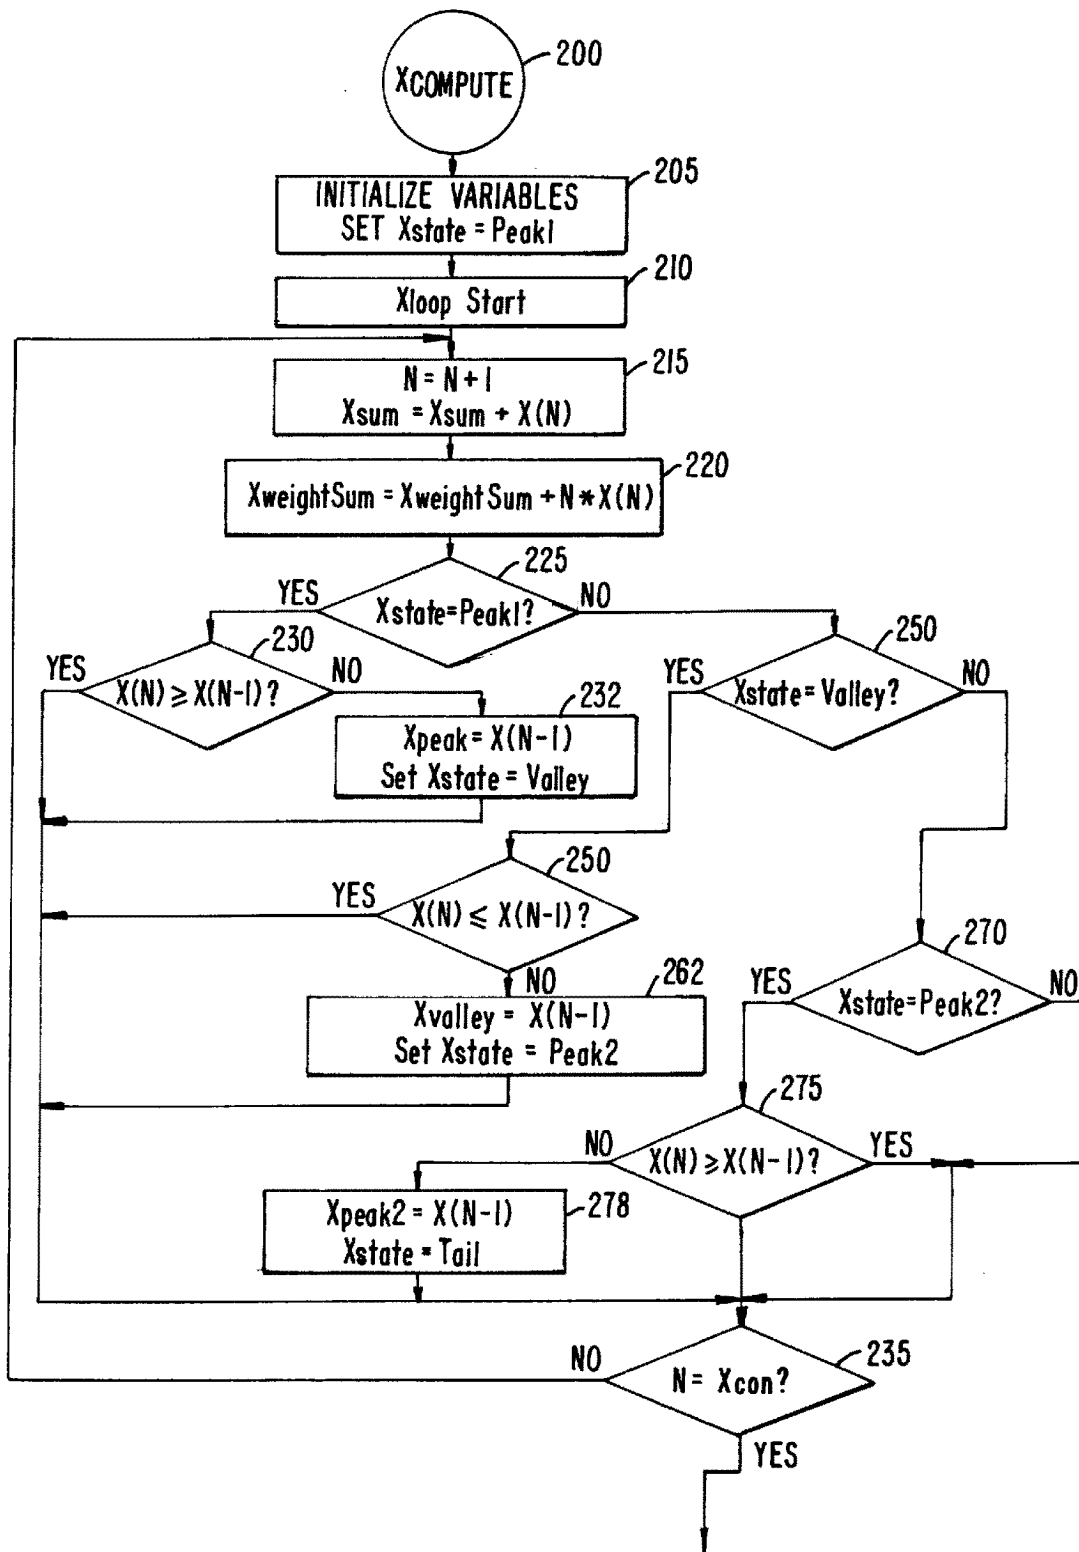 XCOMPUTE
200
205
INITIALIZE VARIABLES
SET Xstate = Peak1
210
Xloop Start
215
N = N + 1
Xsum = Xsum + X(N)
220
XweightSum = XweightSum + N * X(N)
225
YES
Xstate=Peak1?
NO
230
YES
X(N) ≥ X(N-1)?
NO
250
YES
Xstate = Valley?
NO
232
Xpeak = X(N-1)
Set Xstate = Valley
250
YES
X(N) ≤ X(N-1)?
NO
262
Xvalley = X(N-1)
Set Xstate = Peak2
270
YES
Xstate=Peak2?
NO
275
NO
X(N) ≥ X(N-1)?
YES
278
Xpeak2 = X(N-1)
Xstate = Tail
235
NO
N = Xcon?
YES